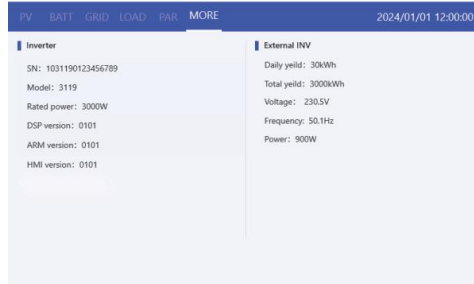 PV BATT GRID LOAD PAR MORE 2024/01/01 12:00:00
Inverter
SN: 1031190123456789
Model: 3119
Rated power: 3000W
DSP version: 0101
ARM version: 0101
HMI version: 0101
External INV
Daily yeild: 30kWh
Total yeild: 3000kWh
Voltage: 230.5V
Frequency: 50.1Hz
Power: 900W